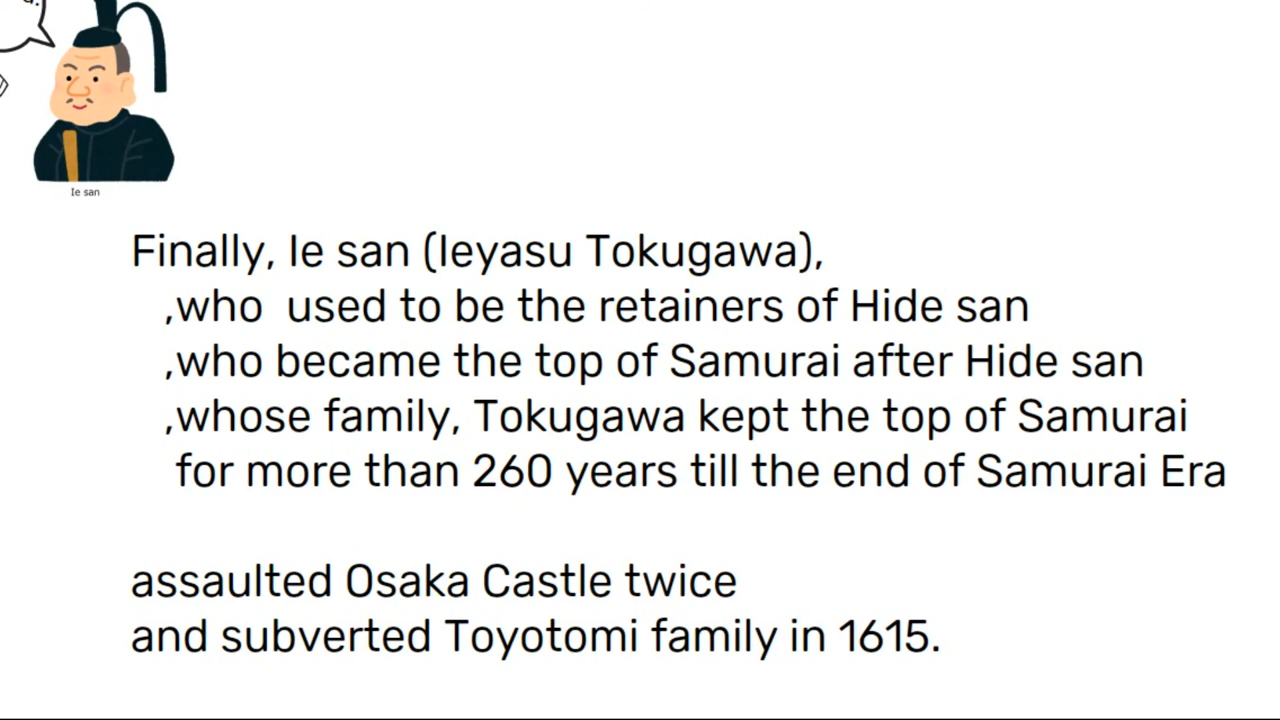 Ie san
Finally, Ie san (Ieyasu Tokugawa),
,who used to be the retainers of Hide san
,who became the top of Samurai after Hide san
,whose family, Tokugawa kept the top of Samurai
for more than 260 years till the end of Samurai Era
assaulted Osaka Castle twice
and subverted Toyotomi family in 1615.